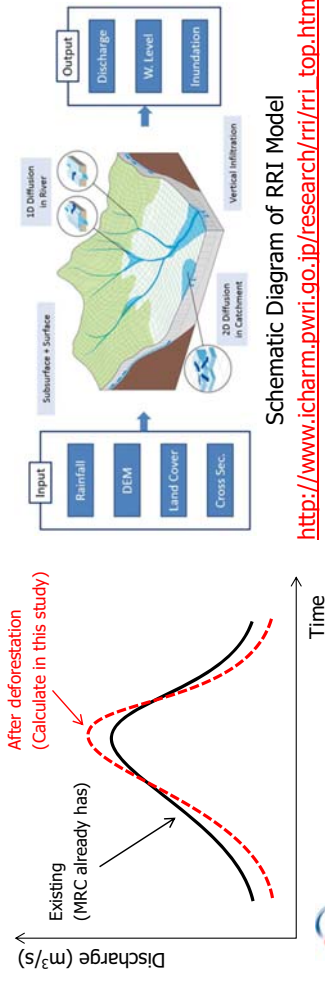 Discharge (m³/s)
Existing
(MRC already has)
After deforestation
(Calculate in this study)
Time
Input
Rainfall
DEM
Land Cover
Cross Sec.
Subsurface + Surface
1D Diffusion
in River
2D Diffusion
in Catchment
Vertical Infiltration
Output
Discharge
W. Level
Inundation
Schematic Diagram of RRI Model
http://www.icharm.pwri.go.jp/research/rri/rri_top.htm